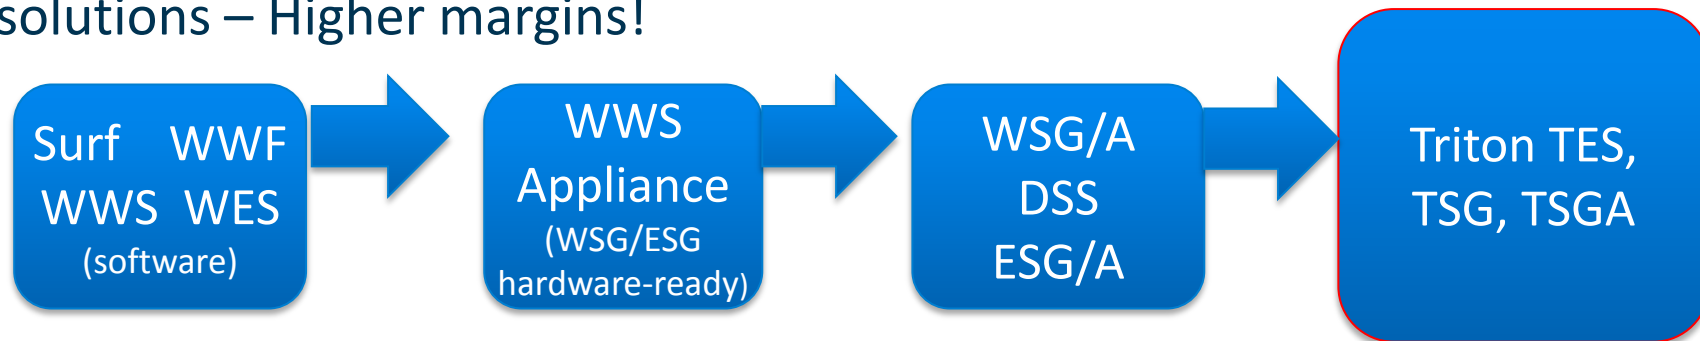 solutions – Higher margins!
Surf WWF
WWS WES
(software)
WWS
Appliance
(WSG/ESG
hardware-ready)
WSG/A
DSS
ESG/A
Triton TES,
TSG, TSGA